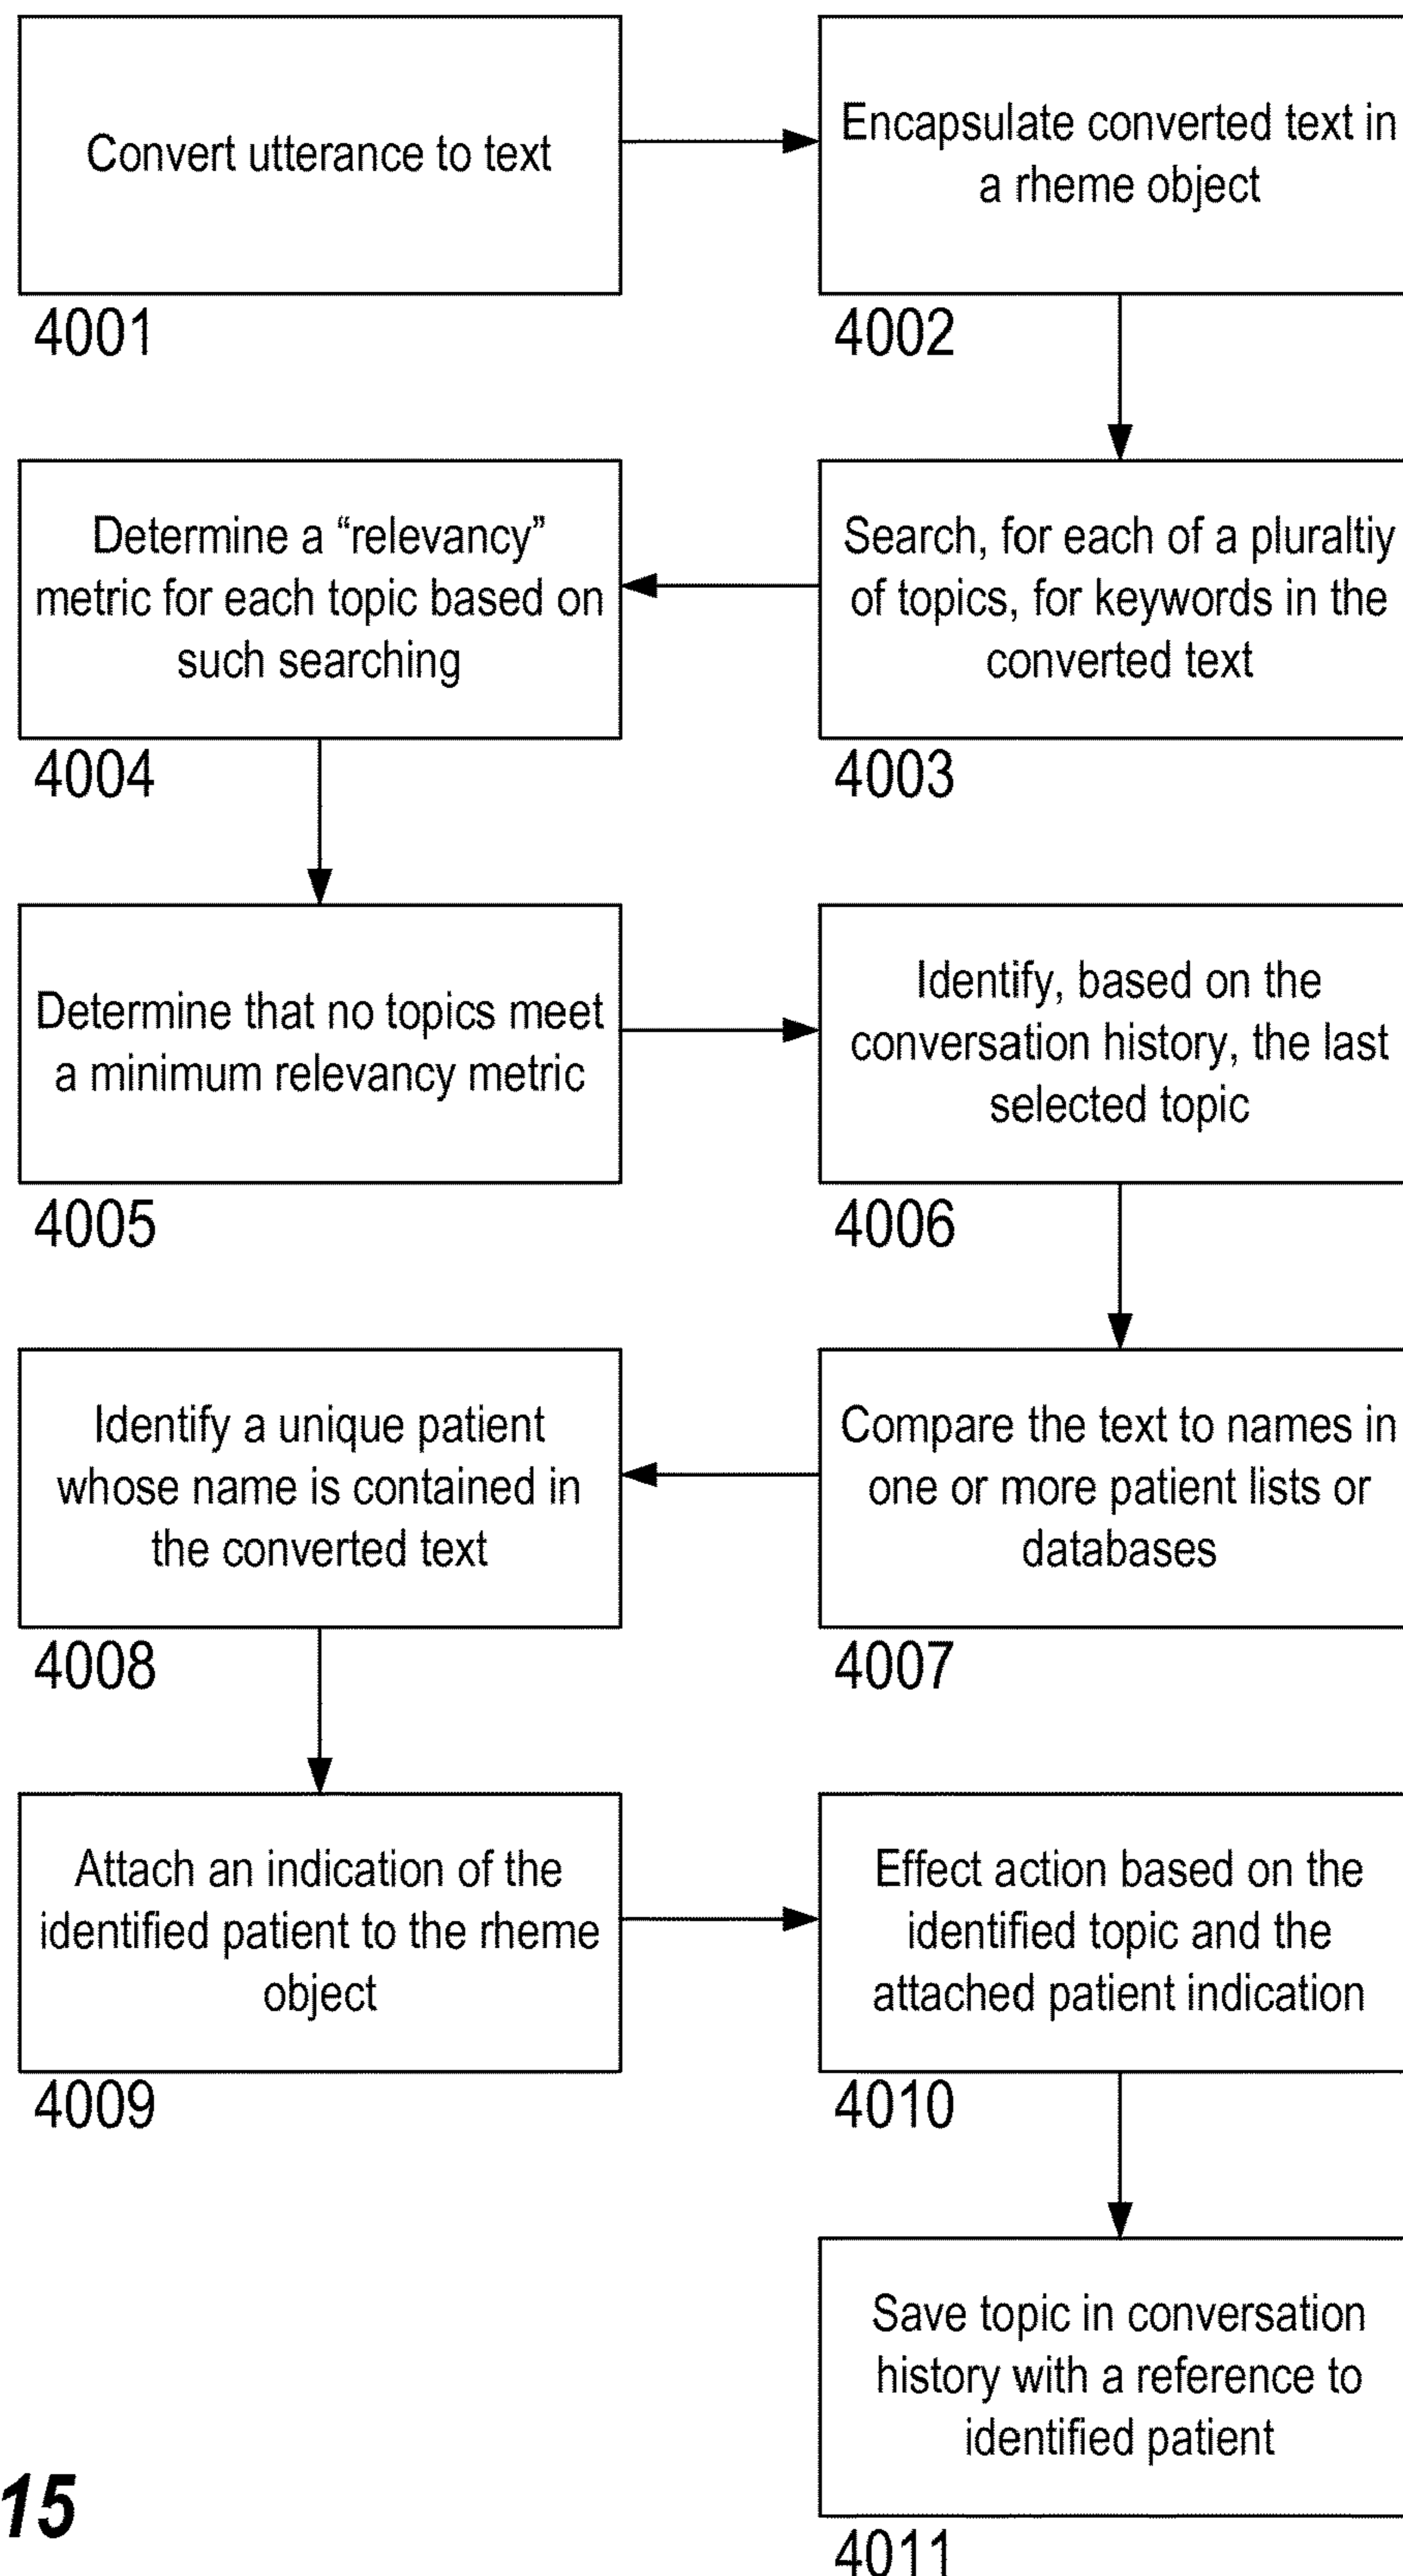 Convert utterance to text
4001
Encapsulate converted text in
a rheme object
4002
Search, for each of a pluraltiy
of topics, for keywords in the
converted text
4003
Determine a “relevancy”
metric for each topic based on
such searching
4004
Determine that no topics meet
a minimum relevancy metric
4005
Identify, based on the
conversation history, the last
selected topic
4006
Compare the text to names in
one or more patient lists or
databases
4007
Identify a unique patient
whose name is contained in
the converted text
4008
Attach an indication of the
identified patient to the rheme
object
4009
Effect action based on the
identified topic and the
attached patient indication
4010
Save topic in conversation
history with a reference to
identified patient
4011
15